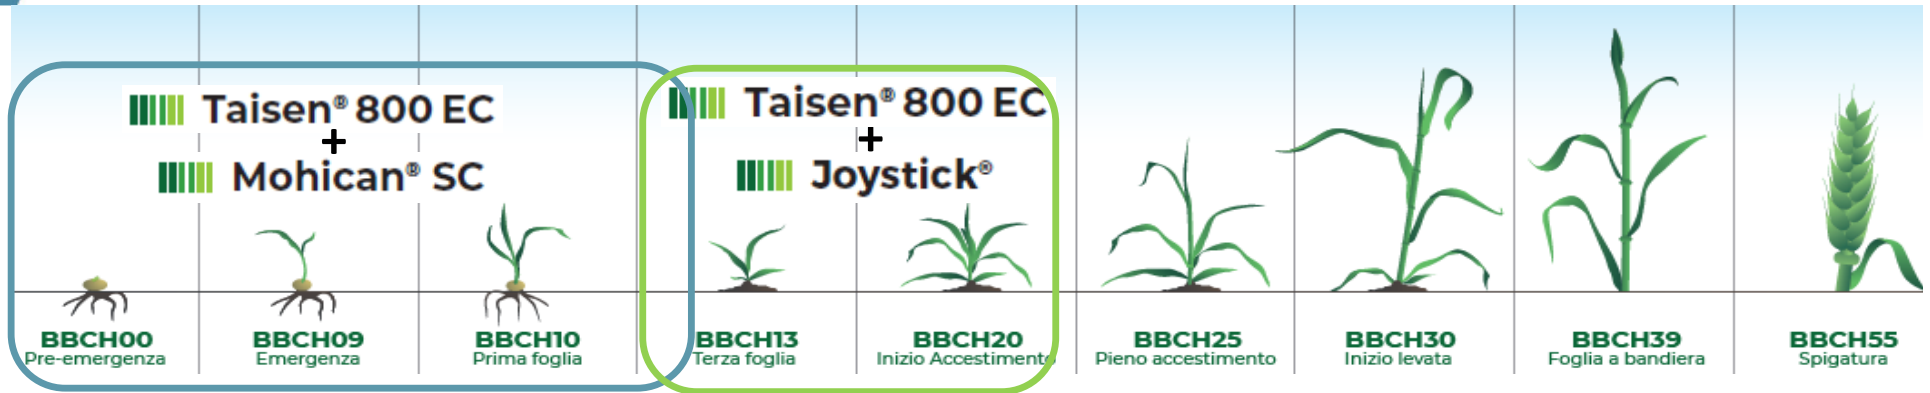 Taisen® 800 EC
+
Mohican® SC
Taisen® 800 EC
+
Joystick®
BBCH00
Pre-emergenza
BBCH09
Emergenza
BBCH10
Prima foglia
BBCH13
Terza foglia
BBCH20
Inizio Accestimento
BBCH25
Pieno accestimento
BBCH30
Inizio levata
BBCH39
Foglia a bandiera
BBCH55
Spigatura